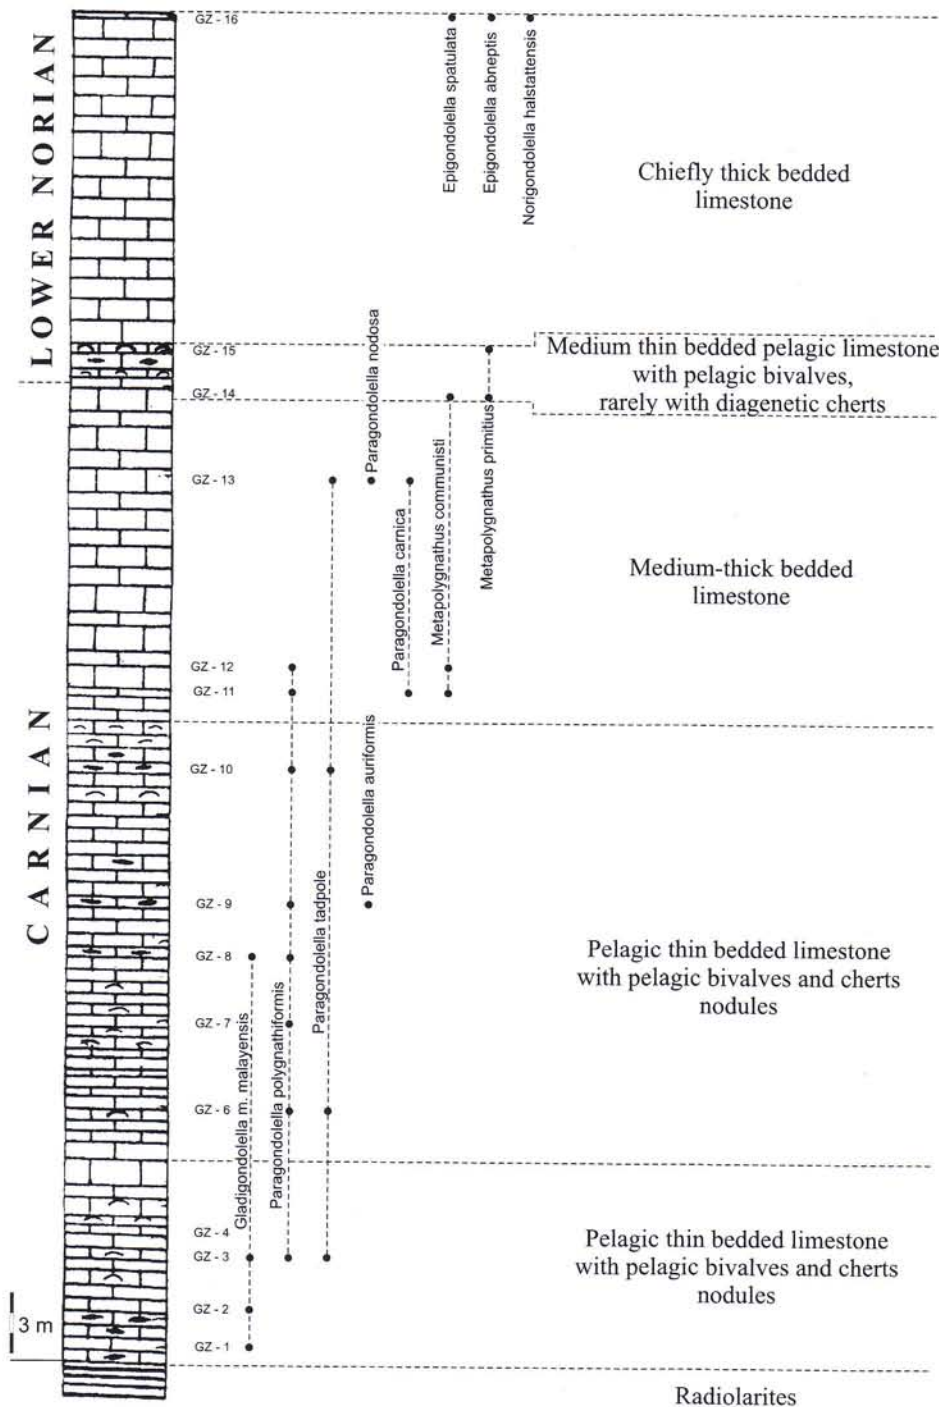 LOWER NORIAN
CARNIAN
GZ - 16
GZ - 15
GZ - 14
GZ - 13
GZ - 12
GZ - 11
GZ - 10
GZ - 9
GZ - 8
GZ - 7
GZ - 6
GZ - 4
GZ - 3
GZ - 2
GZ - 1
3 m
Gladigondolella m. malayensis
Paragondolella polygnathiformis
Paragondolella tadpole
Paragondolella auriformis
Paragondolella nodosa
Paragondolella carnica
Metapolygnathus communisti
Metapolygnathus primitius
Epigondolella spatulata
Epigondolella abneptis
Norigondolella halstattensis
Chiefly thick bedded
limestone
Medium thin bedded pelagic limestone
with pelagic bivalves,
rarely with diagenetic cherts
Medium-thick bedded
limestone
Pelagic thin bedded limestone
with pelagic bivalves and cherts
nodules
Pelagic thin bedded limestone
with pelagic bivalves and cherts
nodules
Radiolarites